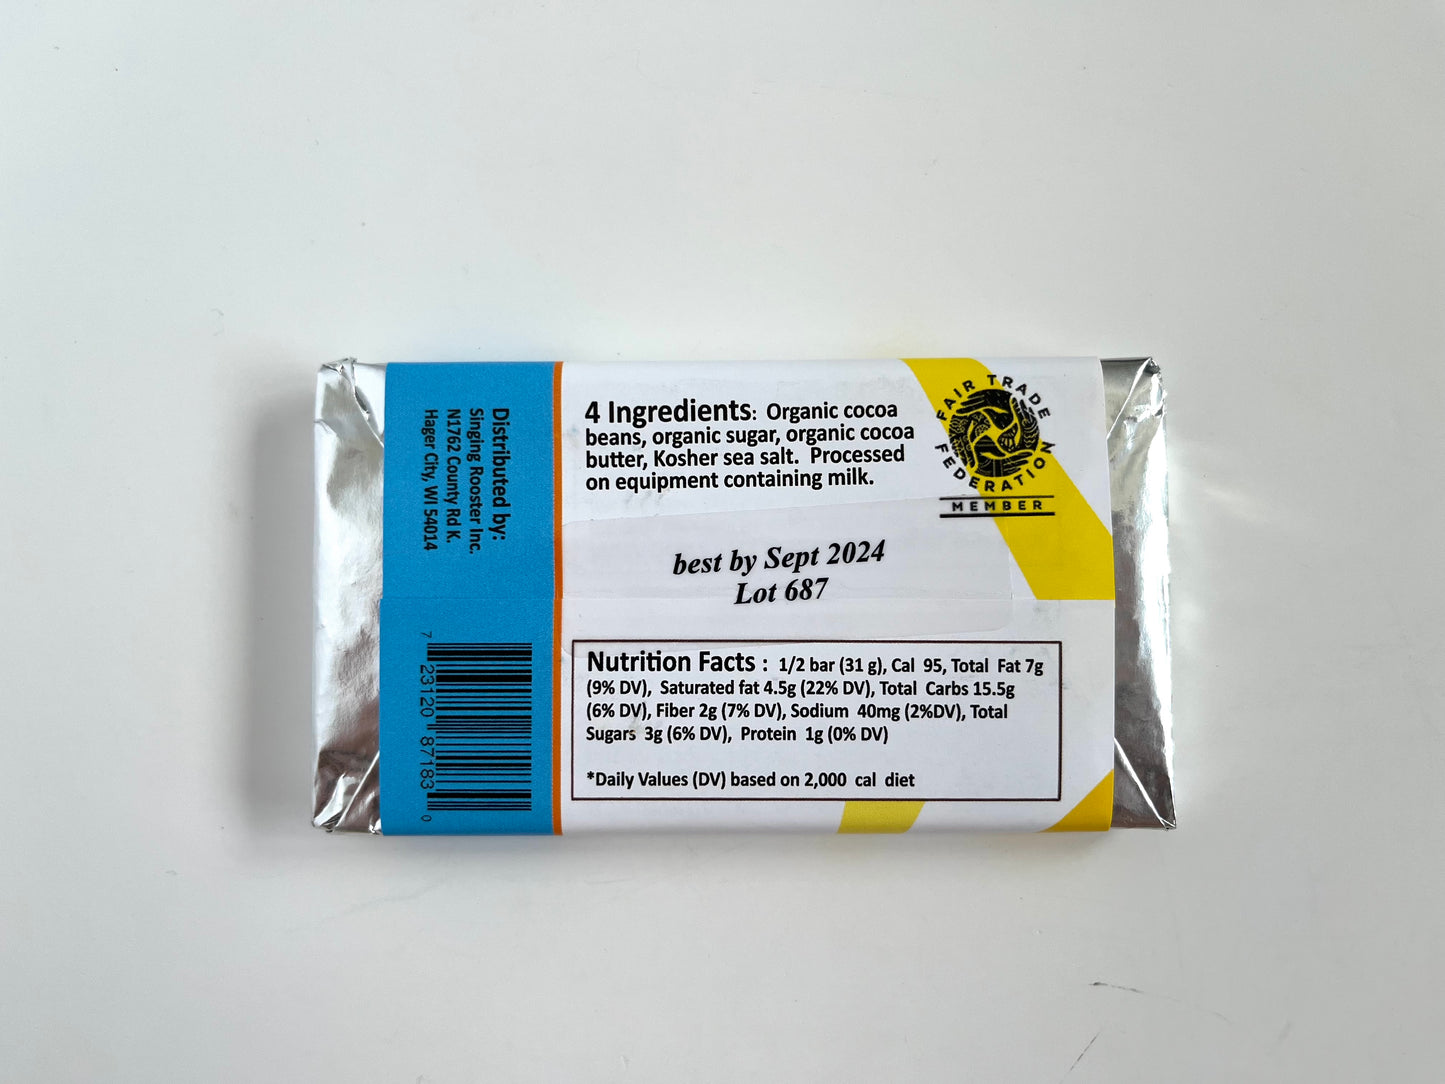 Distributed by:
Singing Rooster Inc.
N1762 County Rd K.
Hager City, WI 54014
7 23120 87183 0
4 Ingredients: Organic cocoa
beans, organic sugar, organic cocoa
butter, Kosher sea salt. Processed
on equipment containing milk.
FAIR TRADE
FEDERATION
MEMBER
best by Sept 2024
Lot 687
Nutrition Facts : 1/2 bar (31 g), Cal 95, Total Fat 7g
(9% DV), Saturated fat 4.5g (22% DV), Total Carbs 15.5g
(6% DV), Fiber 2g (7% DV), Sodium 40mg (2%DV), Total
Sugars 3g (6% DV), Protein 1g (0% DV)
*Daily Values (DV) based on 2,000 cal diet